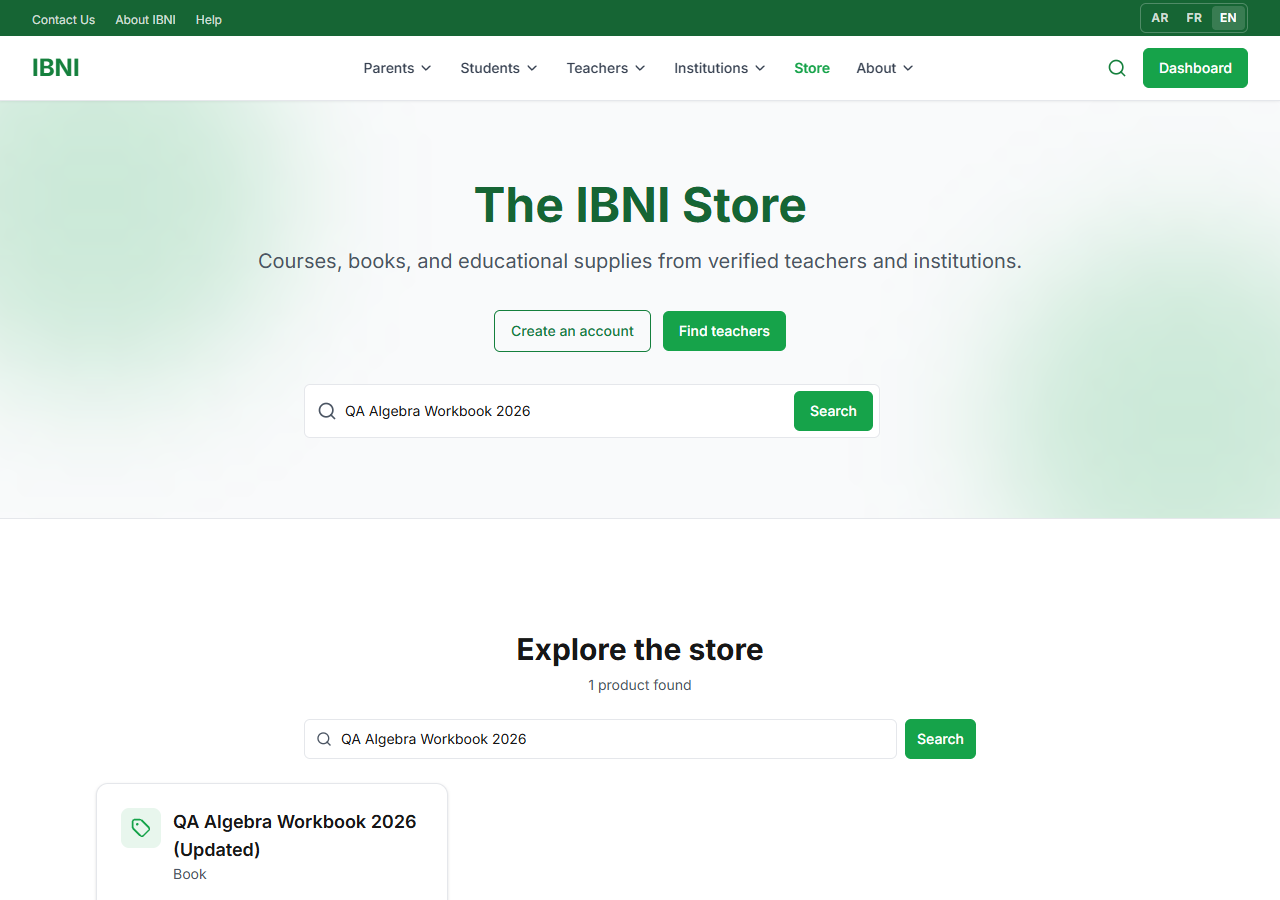 Contact Us About IBNI Help AR FR EN
IBNI Parents Students Teachers Institutions Store About Dashboard
The IBNI Store
Courses, books, and educational supplies from verified teachers and institutions.
Create an account Find teachers
QA Algebra Workbook 2026 Search
Explore the store
1 product found
QA Algebra Workbook 2026 Search
QA Algebra Workbook 2026
(Updated)
Book